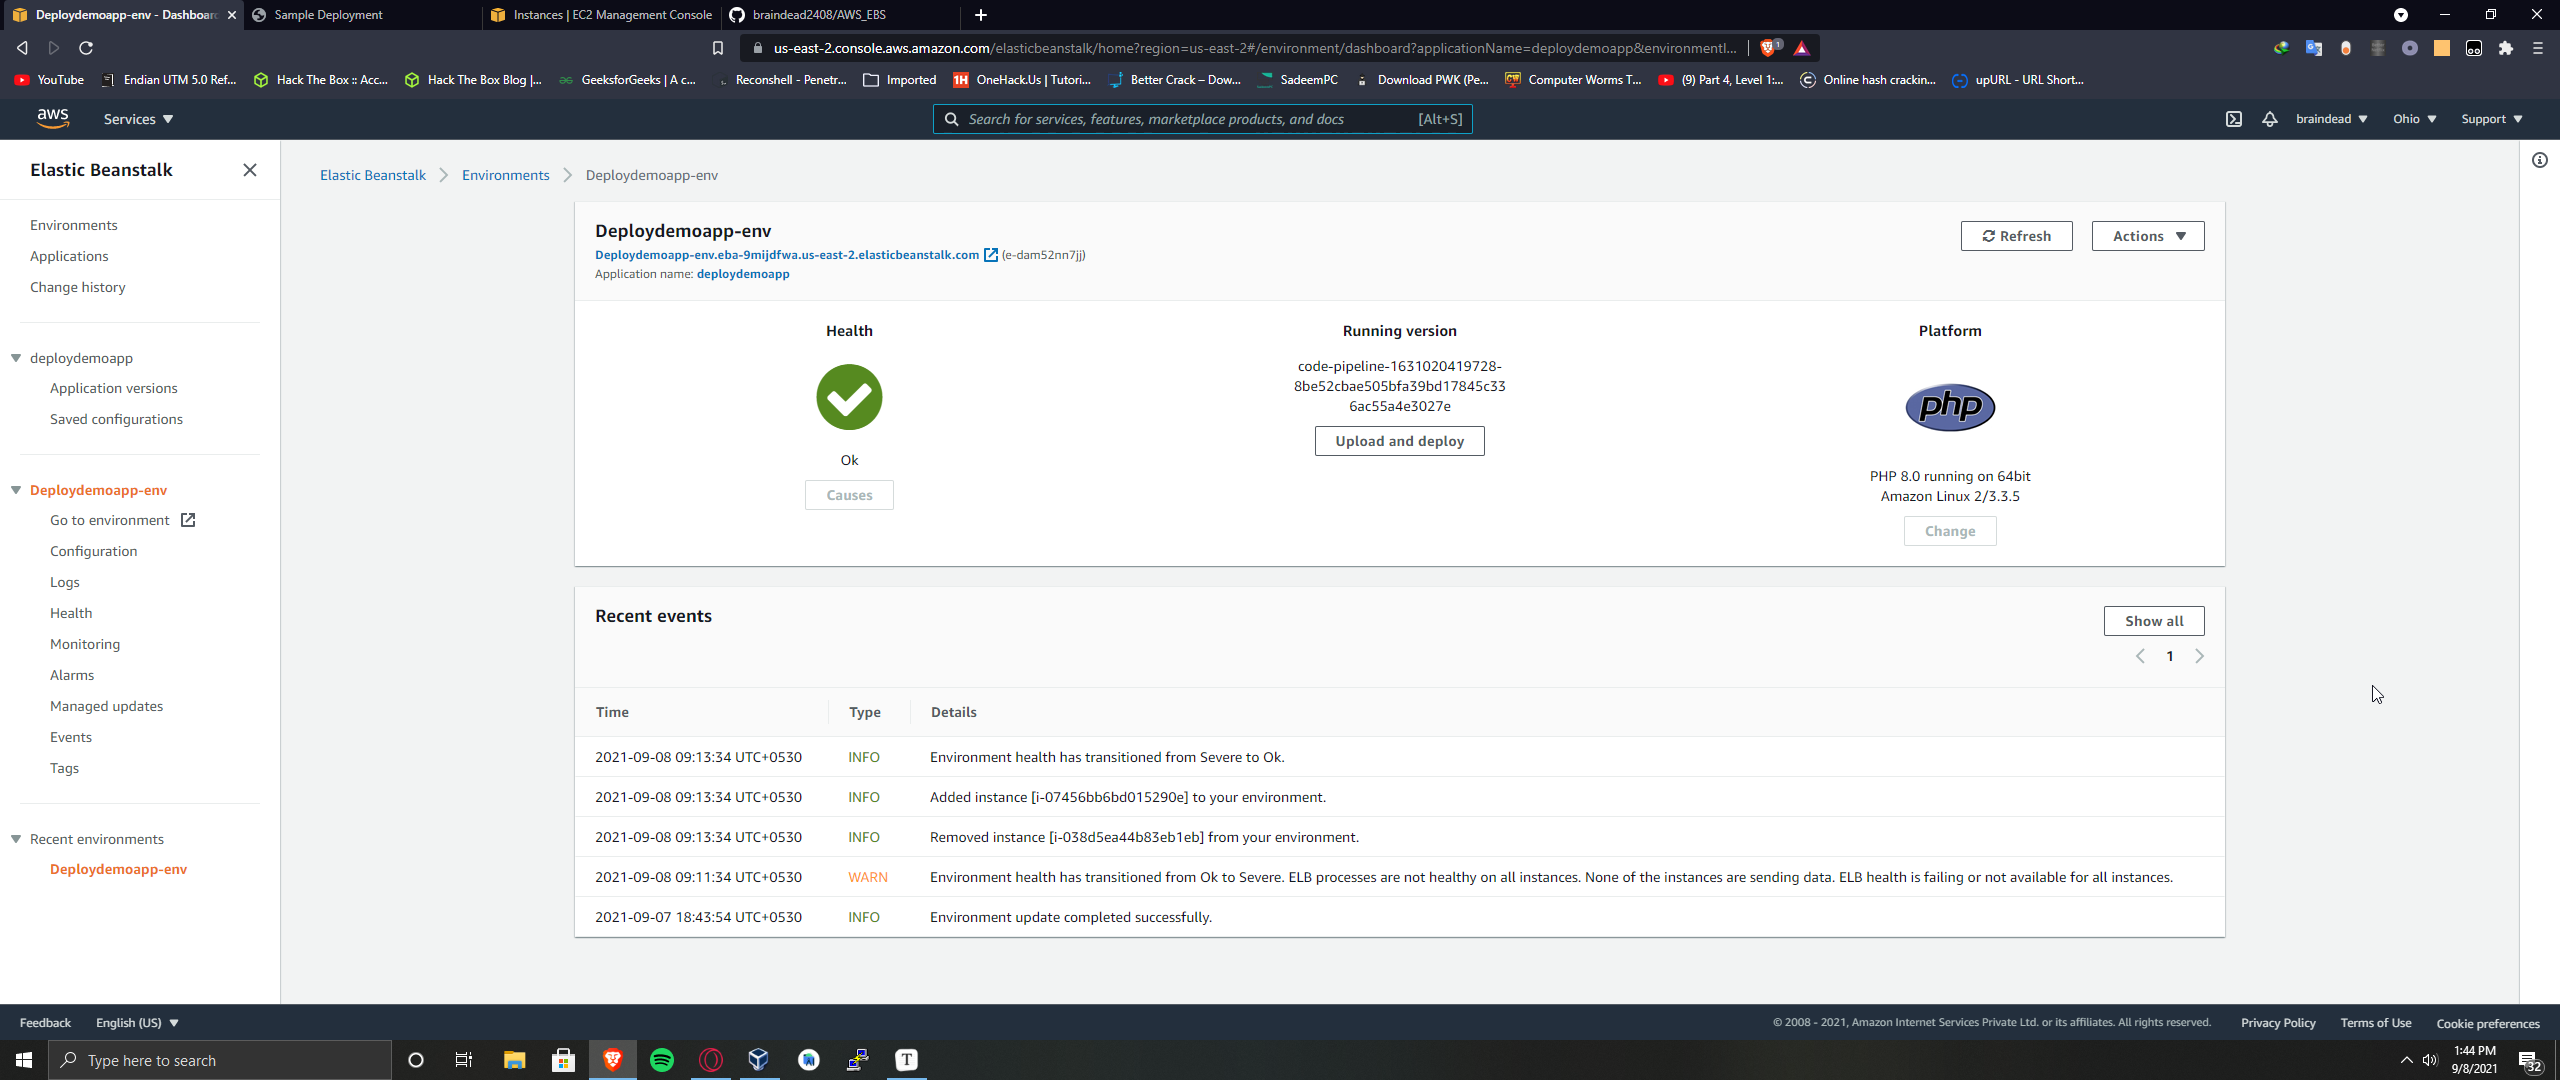 Deploydemoapp-env - Dashboar
Sample Deployment
Instances | EC2 Management Console
braindead2408/AWS_EBS
us-east-2.console.aws.amazon.com/elasticbeanstalk/home?region=us-east-2#/environment/dashboard?applicationName=deploydemoapp&environmentI...
1
YouTube
Endian UTM 5.0 Ref...
Hack The Box :: Acc...
Hack The Box Blog |...
GeeksforGeeks | A c...
Reconshell - Penetr...
Imported
1H
OneHack.Us | Tutori...
Better Crack – Dow...
SadeemPC
Download PWK (Pe...
CW
Computer Worms T...
(9) Part 4, Level 1:...
Online hash crackin...
upURL - URL Short...
aws
Services
Search for services, features, marketplace products, and docs
[Alt+S]
braindead
Ohio
Support
Elastic Beanstalk
Environments
Applications
Change history
deploydemoapp
Application versions
Saved configurations
Deploydemoapp-env
Go to environment
Configuration
Logs
Health
Monitoring
Alarms
Managed updates
Events
Tags
Recent environments
Deploydemoapp-env
Elastic Beanstalk
Environments
Deploydemoapp-env
Deploydemoapp-env
Deploydemoapp-env.eba-9mijdfwa.us-east-2.elasticbeanstalk.com (e-dam52nn7jj)
Application name: deploydemoapp
Refresh
Actions
Health
Ok
Causes
Running version
code-pipeline-1631020419728-
8be52cbae505bfa39bd17845c33
6ac55a4e3027e
Upload and deploy
Platform
php
PHP 8.0 running on 64bit
Amazon Linux 2/3.3.5
Change
Recent events
Show all
1
Time Type Details
2021-09-08 09:13:34 UTC+0530 INFO Environment health has transitioned from Severe to Ok.
2021-09-08 09:13:34 UTC+0530 INFO Added instance [i-07456bb6bd015290e] to your environment.
2021-09-08 09:13:34 UTC+0530 INFO Removed instance [i-038d5ea44b83eb1eb] from your environment.
2021-09-08 09:11:34 UTC+0530 WARN Environment health has transitioned from Ok to Severe. ELB processes are not healthy on all instances. None of the instances are sending data. ELB health is failing or not available for all instances.
2021-09-07 18:43:54 UTC+0530 INFO Environment update completed successfully.
Feedback
English (US)
© 2008 - 2021, Amazon Internet Services Private Ltd. or its affiliates. All rights reserved.
Privacy Policy
Terms of Use
Cookie preferences
Type here to search
T
1:44 PM
9/8/2021
32